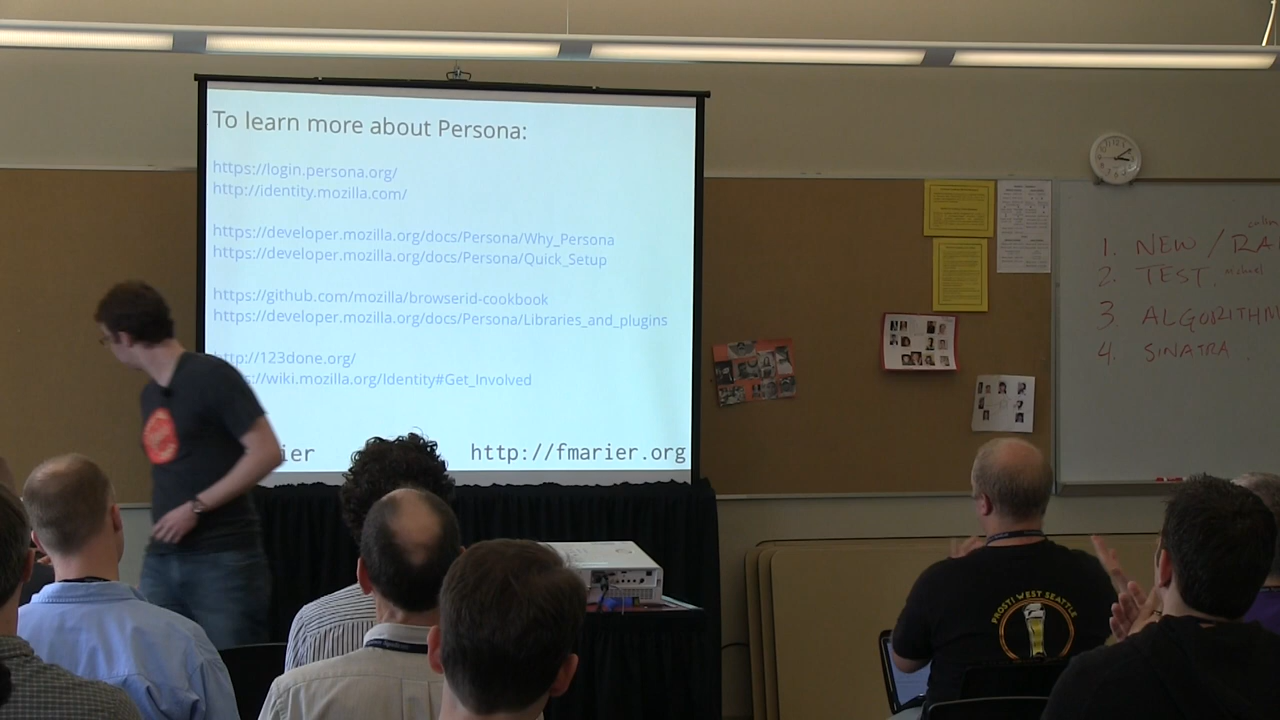 To learn more about Persona:
https://login.persona.org/
http://identity.mozilla.com/
https://developer.mozilla.org/docs/Persona/Why_Persona
https://developer.mozilla.org/docs/Persona/Quick_Setup
https://github.com/mozilla/browserid-cookbook
https://developer.mozilla.org/docs/Persona/Libraries_and_plugins
http://123done.org/
s://wiki.mozilla.org/Identity#Get_Involved
ier http://fmarier.org
1. NEW / RA
2. TEST.
3 ALGORITHM
4. SINATRA.
PROST! WEST SEATTLE